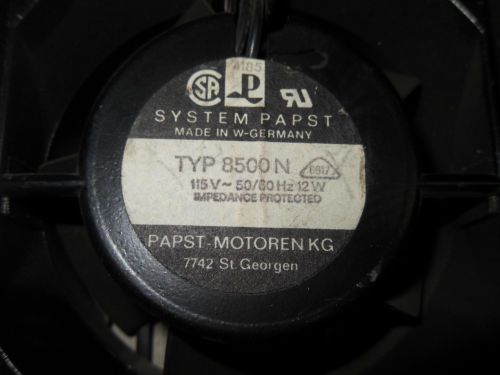 4185
SYSTEM PAPST
MADE IN W-GERMANY
TYP 8500 N
115 V~ 50/60 Hz 12 W
IMPEDANCE PROTECTED
PAPST-MOTOREN KG
7742 St. Georgen